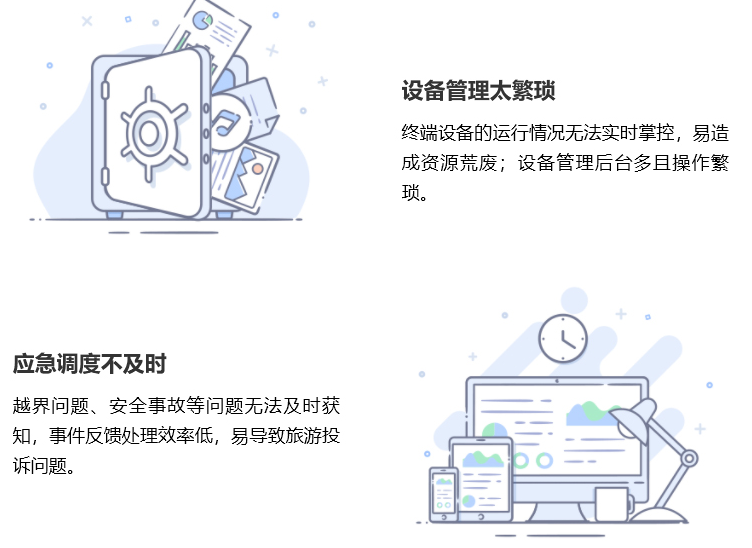 设备管理太繁琐
终端设备的运行情况无法实时掌控，易造
成资源荒废；设备管理后台多且操作繁
琐。
应急调度不及时
越界问题、安全事故等问题无法及时获
知，事件反馈处理效率低，易导致旅游投
诉问题。